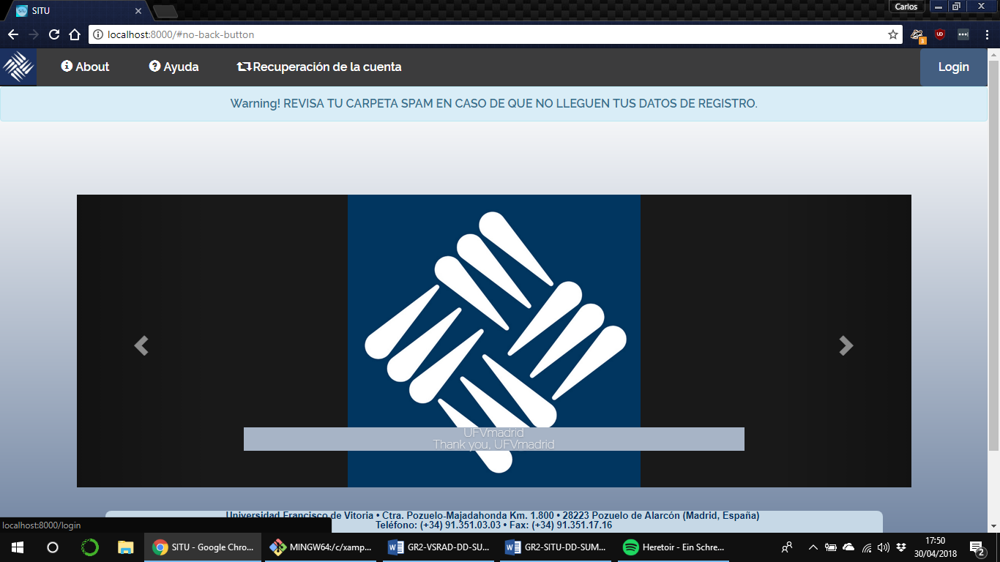 SITU
Carlos
localhost:8000/#no-back-button
3
About
Ayuda
Recuperación de la cuenta
Login
Warning! REVISA TU CARPETA SPAM EN CASO DE QUE NO LLEGUEN TUS DATOS DE REGISTRO.
UFVmadrid
Thank you, UFVmadrid
Universidad Francisco de Vitoria • Ctra. Pozuelo-Majadahonda Km. 1.800 • 28223 Pozuelo de Alarcón (Madrid, España)
Teléfono: (+34) 91.351.03.03 • Fax: (+34) 91.351.17.16
localhost:8000/login
SITU - Google Chro...
MINGW64:/c/xamp...
GR2-VSRAD-DD-SU...
GR2-SITU-DD-SUM...
Heretoir - Ein Schre...
17:50
30/04/2018
2